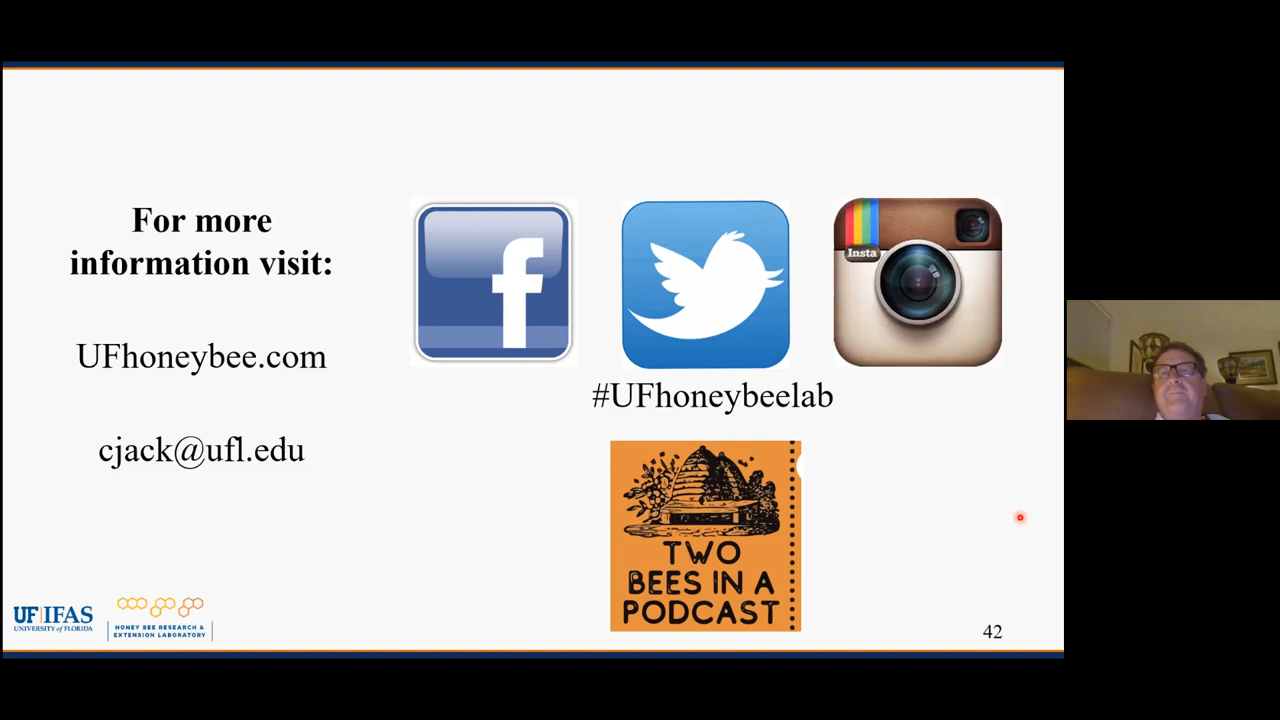 For more
information visit:
UFhoneybee.com
cjack@ufl.edu
f
Insta
#UFhoneybeelab
TWO
BEES IN A
PODCAST
UF|IFAS
UNIVERSITY of FLORIDA
HONEY BEE RESEARCH &
EXTENSION LABORATORY
42